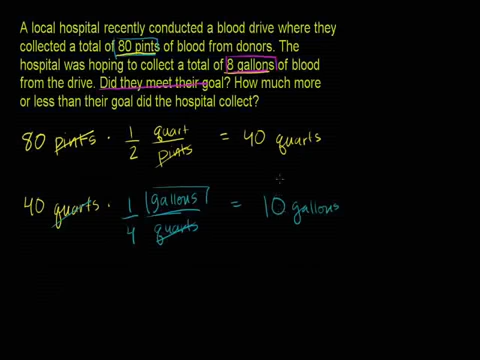 A local hospital recently conducted a blood drive where they
collected a total of 80 pints of blood from donors. The
hospital was hoping to collect a total of 8 gallons of blood
from the drive. Did they meet their goal? How much more
or less than their goal did the hospital collect?
80 pints · 1/2 quart/pints = 40 quarts
40 quarts · 1/4 gallons/quarts = 10 gallons